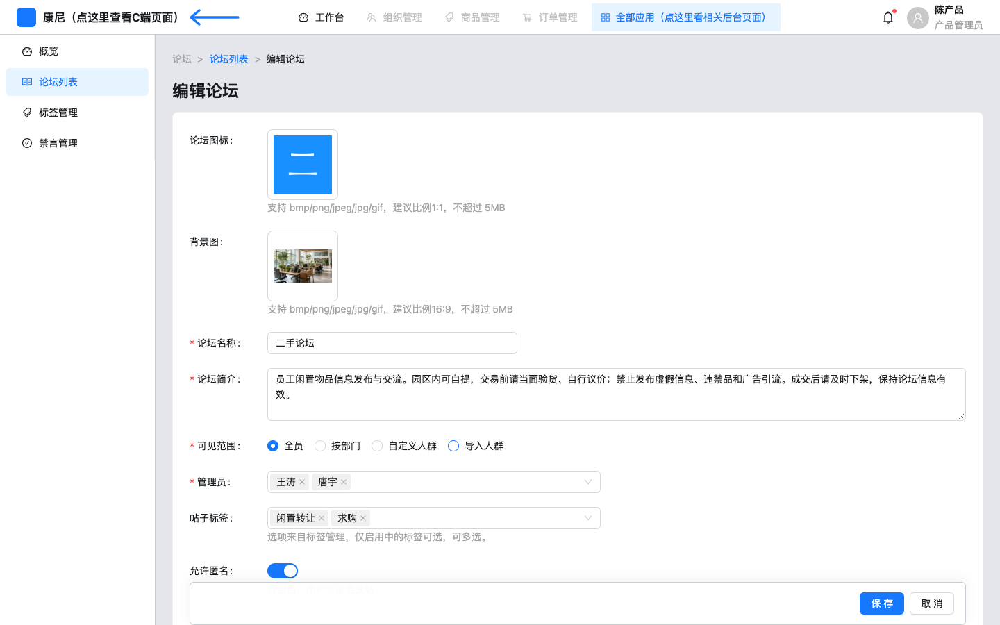 康尼（点这里查看C端页面）
工作台
组织管理
商品管理
订单管理
全部应用（点这里看相关后台页面）
陈产品
产品管理员
概览
论坛列表
标签管理
禁言管理
论坛 > 论坛列表 > 编辑论坛
编辑论坛
论坛图标：
二
支持 bmp/png/jpeg/jpg/gif，建议比例1:1，不超过 5MB
背景图：
支持 bmp/png/jpeg/jpg/gif，建议比例16:9，不超过 5MB
* 论坛名称：
二手论坛
* 论坛简介：
员工闲置物品信息发布与交流。园区内可自提，交易前请当面验货、自行议价；禁止发布虚假信息、违禁品和广告引流。成交后请及时下架，保持论坛信息有
效。
* 可见范围：
全员 按部门 自定义人群 导入人群
* 管理员：
王涛 × 唐宇 ×
帖子标签：
闲置转让 × 求购 ×
选项来自标签管理，仅启用中的标签可选，可多选。
允许匿名：
保 存
取 消